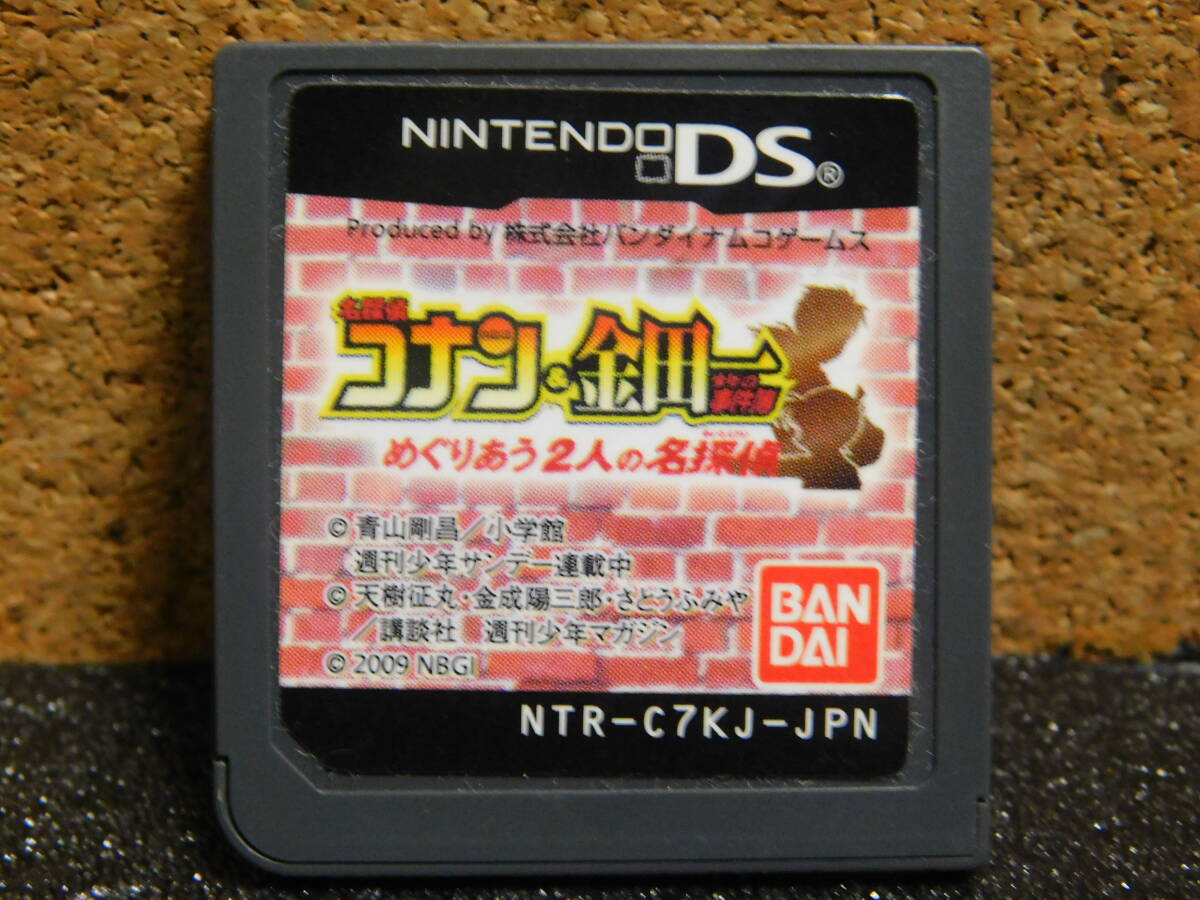 NINTENDO DS®
Produced by 株式会社バンダイナムコゲームス
名探偵
コナン&金田一
少年の
事件簿
めぐりあう2人の名探偵
© 青山剛昌/小学館
週刊少年サンデー連載中
© 天樹征丸・金成陽三郎・さとうふみや
/講談社 週刊少年マガジン
© 2009 NBGI
BAN
DAI
NTR-C7KJ-JPN